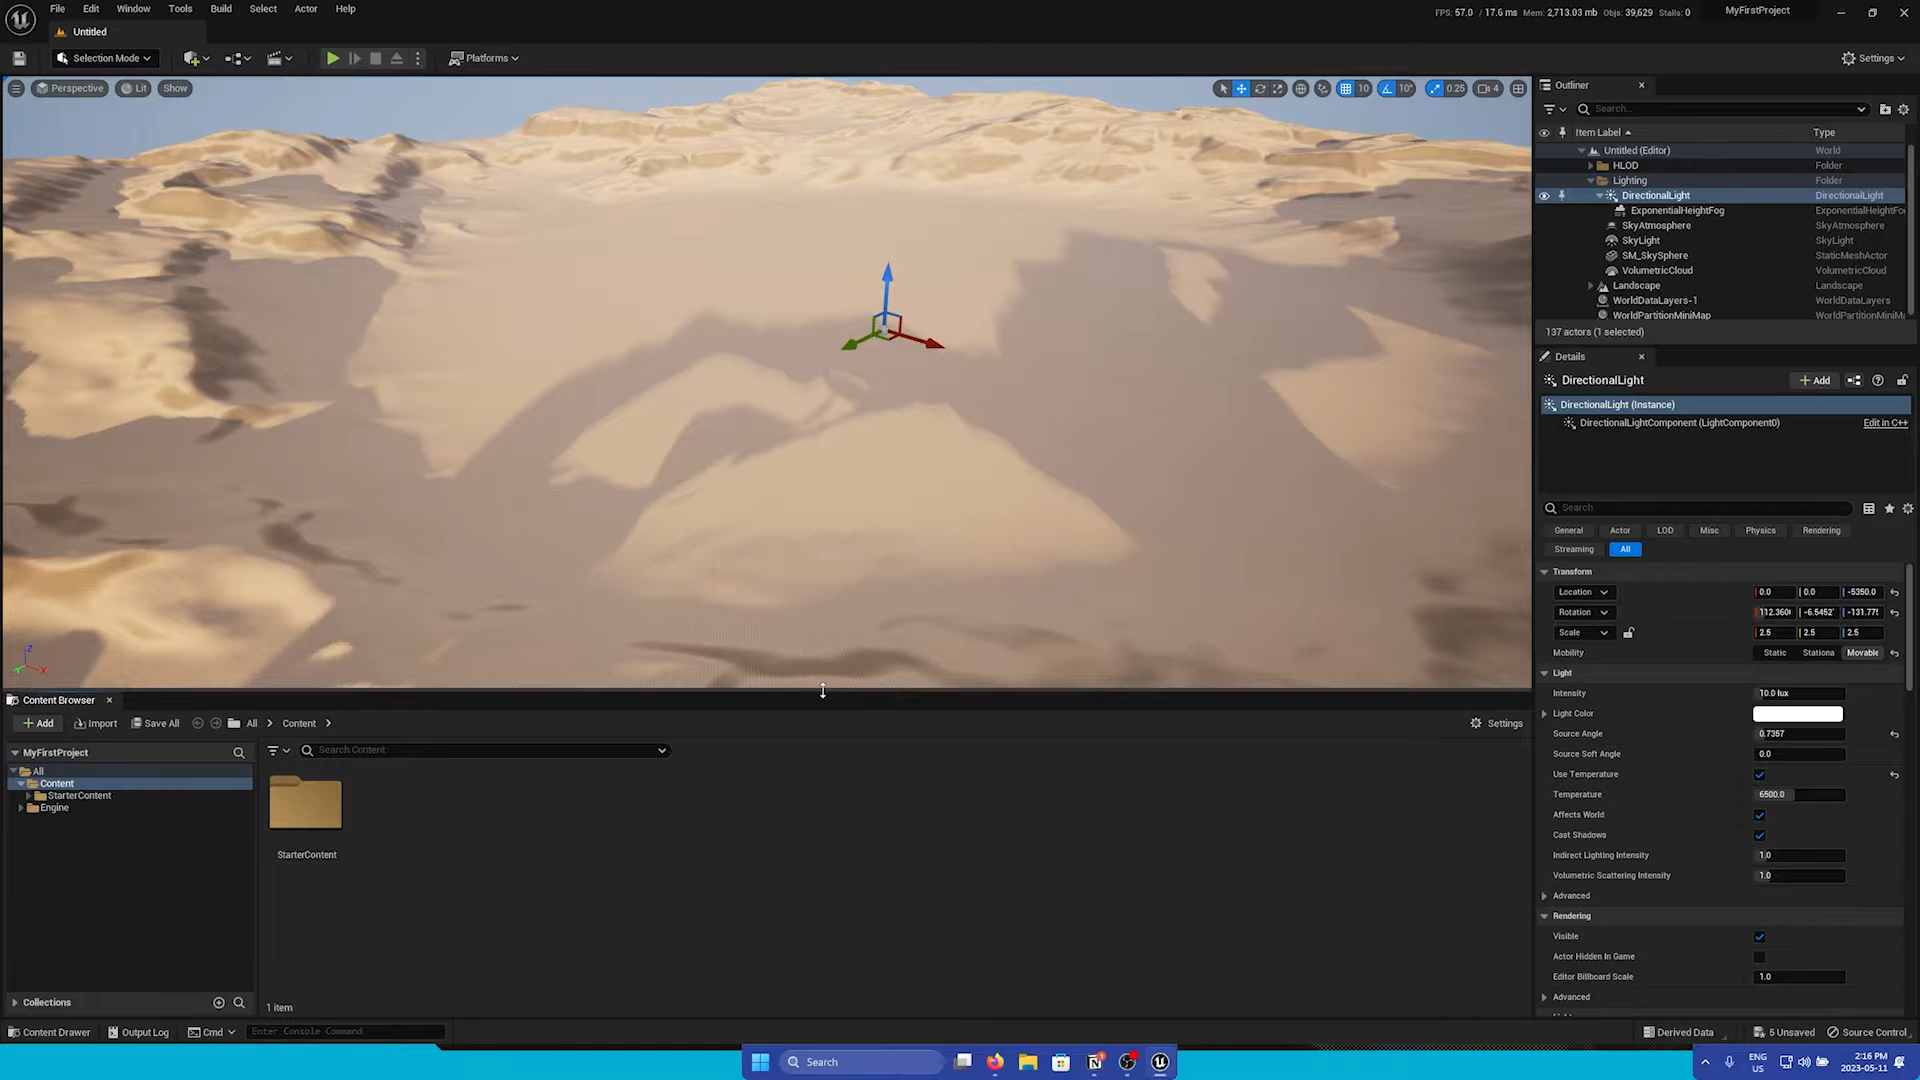 File Edit Window Tools Build Select Actor Help
FPS: 57.0 / 17.6 ms Mem: 2,713.03 mb Objs: 39,629 Stalls: 0
MyFirstProject
Untitled
Selection Mode
Platforms
Settings
Perspective Lit Show
10 10° 0.25 4
Outliner
Search...
Item Label Type
Untitled (Editor) World
HLOD Folder
Lighting Folder
DirectionalLight DirectionalLight
ExponentialHeightFog ExponentialHeightFo
SkyAtmosphere SkyAtmosphere
SkyLight SkyLight
SM_SkySphere StaticMeshActor
VolumetricCloud VolumetricCloud
Landscape Landscape
WorldDataLayers-1 WorldDataLayers
WorldPartitionMiniMap WorldPartitionMiniMa
137 actors (1 selected)
Details
DirectionalLight
Add
DirectionalLight (Instance)
DirectionalLightComponent (LightComponent0) Edit in C++
Search
General Actor LOD Misc Physics Rendering
Streaming All
Transform
Location 0.0 0.0 -5350.0
Rotation 112.360 -6.5452 -131.77
Scale 2.5 2.5 2.5
Mobility Static Stationa Movable
Light
Intensity 10.0 lux
Light Color
Source Angle 0.7357
Source Soft Angle 0.0
Use Temperature
Temperature 6500.0
Affects World
Cast Shadows
Indirect Lighting Intensity 1.0
Volumetric Scattering Intensity 1.0
Advanced
Rendering
Visible
Actor Hidden In Game
Editor Billboard Scale 1.0
Advanced
Z
X
Content Browser
Add Import Save All All Content Settings
MyFirstProject
Search Content
All
Content
StarterContent
Engine
StarterContent
Collections
1 item
Content Drawer Output Log Cmd Enter Console Command
Derived Data 5 Unsaved Source Control
Search
ENG
US
2:16 PM
2023-05-11